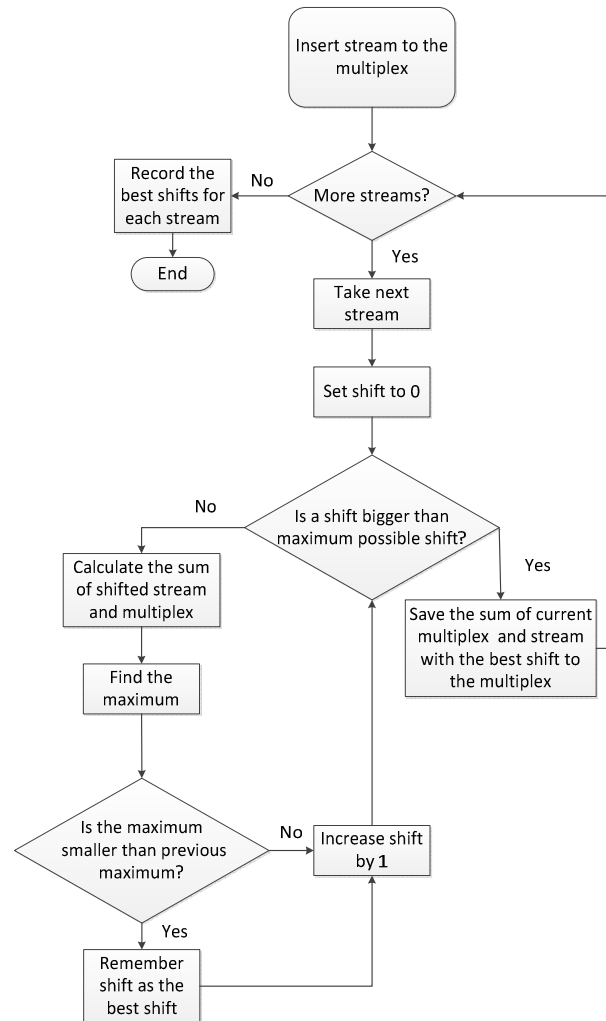 Insert stream to the
multiplex
More streams?
No
Record the
best shifts for
each stream
End
Yes
Take next
stream
Set shift to 0
Is a shift bigger than
maximum possible shift?
No
Calculate the sum
of shifted stream
and multiplex
Yes
Save the sum of current
multiplex and stream
with the best shift to
the multiplex
Find the
maximum
Is the maximum
smaller than previous
maximum?
No
Increase shift
by 1
Yes
Remember
shift as the
best shift